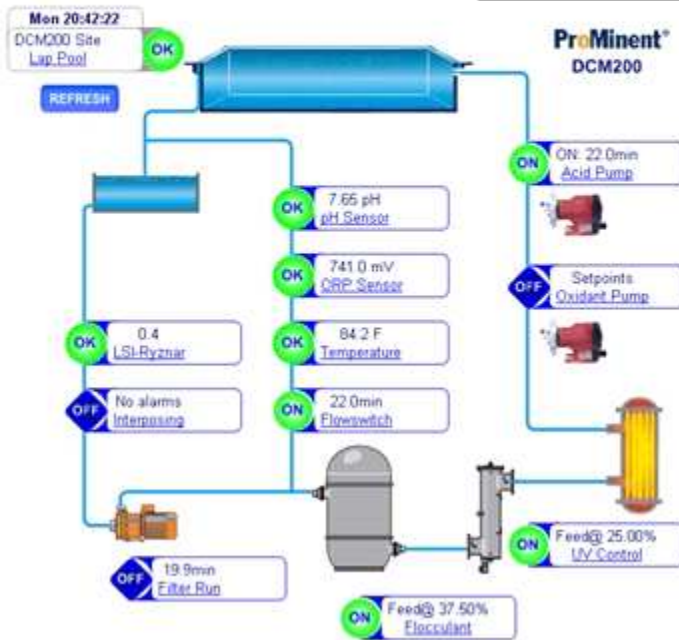 Mon 20:42:22
DCM200 Site
Lap Pool
OK
REFRESH
ProMinent®
DCM200
ON
ON: 22.0min
Acid Pump
OK
7.65 pH
pH Sensor
OK
741.0 mV
ORP Sensor
OFF
Setpoints
Oxidant Pump
OK
0.4
LSI-Ryznar
OK
84.2 F
Temperature
OFF
No alarms
Interposing
ON
22.0min
Flowswitch
OFF
19.9min
Filter Run
ON
Feed@ 25.00%
UV Control
ON
Feed@ 37.50%
Flocculant